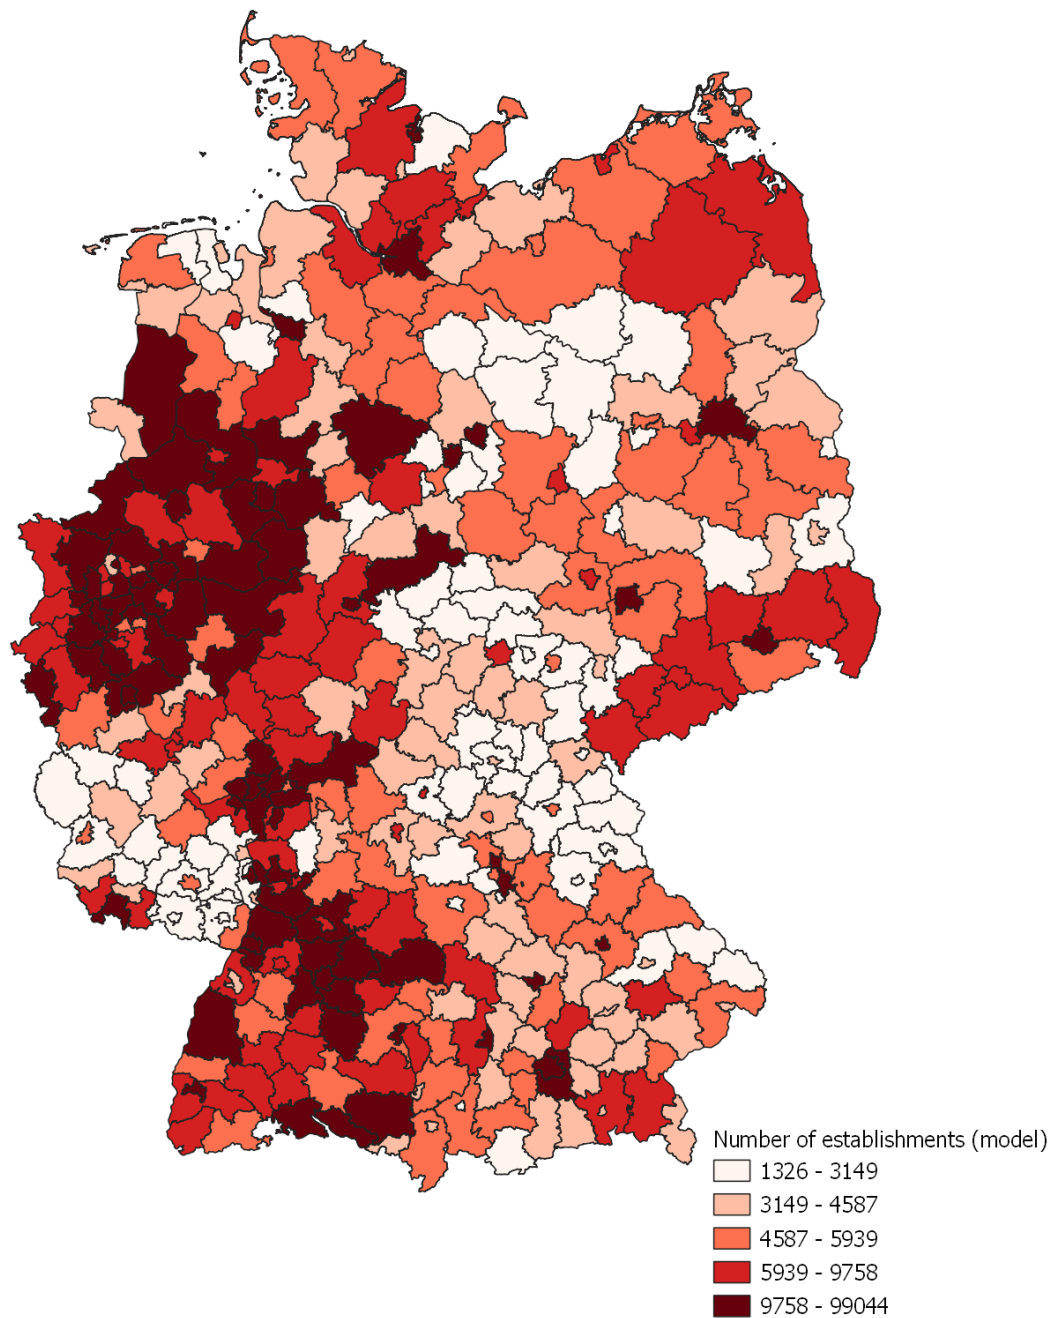 Number of establishments (model)
1326 - 3149
3149 - 4587
4587 - 5939
5939 - 9758
9758 - 99044